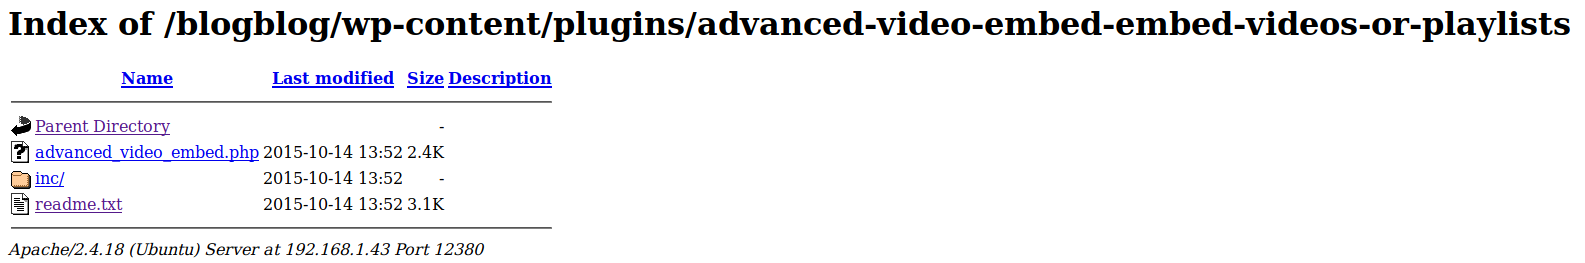 Index of /blogblog/wp-content/plugins/advanced-video-embed-embed-videos-or-playlists
Name Last modified Size Description
Parent Directory -
advanced_video_embed.php 2015-10-14 13:52 2.4K
inc/ 2015-10-14 13:52 -
readme.txt 2015-10-14 13:52 3.1K
Apache/2.4.18 (Ubuntu) Server at 192.168.1.43 Port 12380